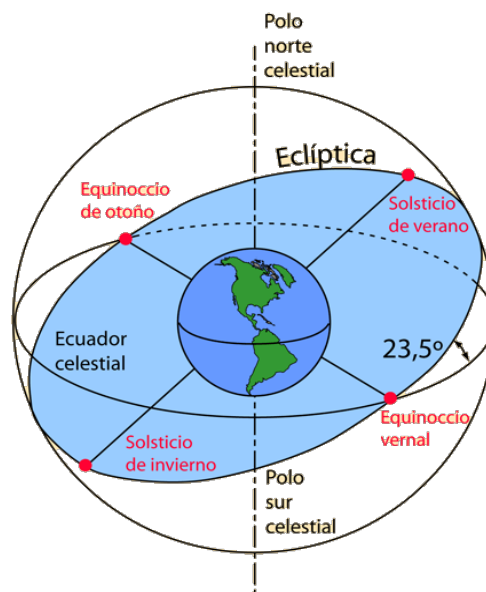 Polo
norte
celestial
Eclíptica
Equinoccio
de otoño
Solsticio
de verano
Ecuador
celestial
23,5º
Equinoccio
vernal
Solsticio
de invierno
Polo
sur
celestial